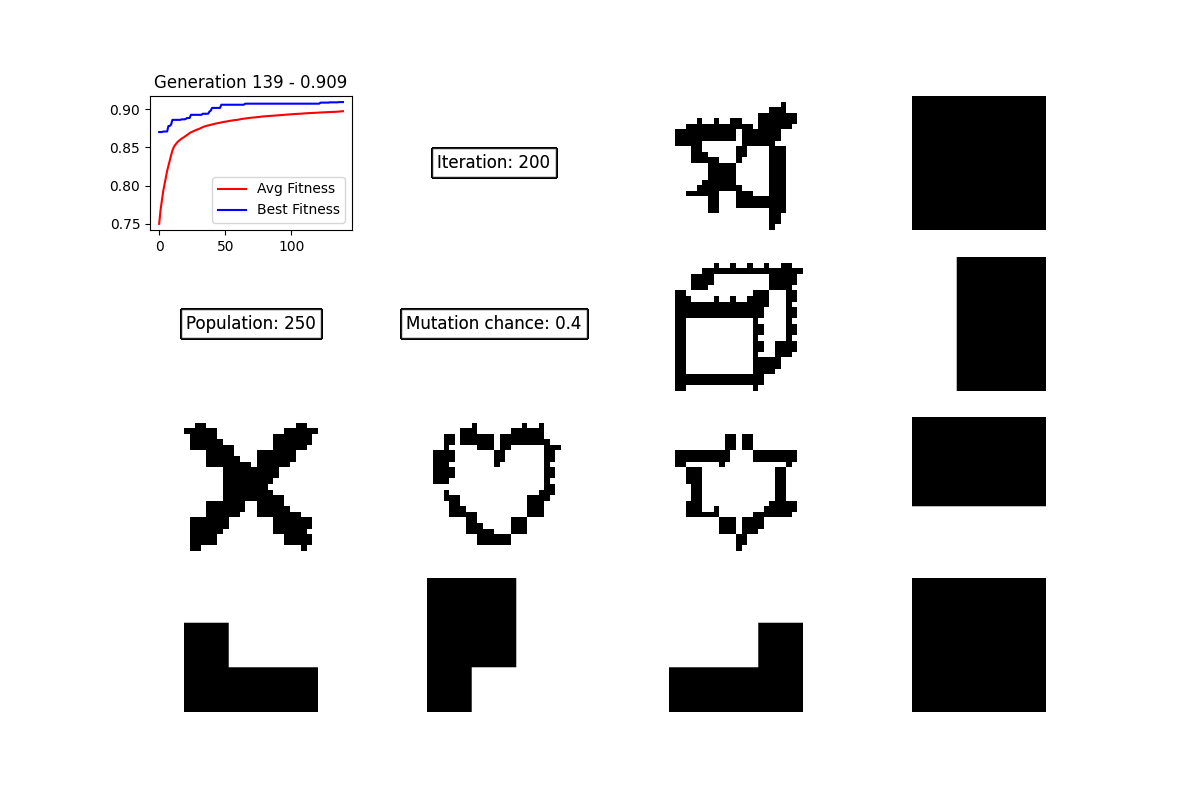 Generation 139 - 0.909
0.90
0.85
0.80
0.75
Avg Fitness
Best Fitness
0 50 100
Iteration: 200
Population: 250
Mutation chance: 0.4